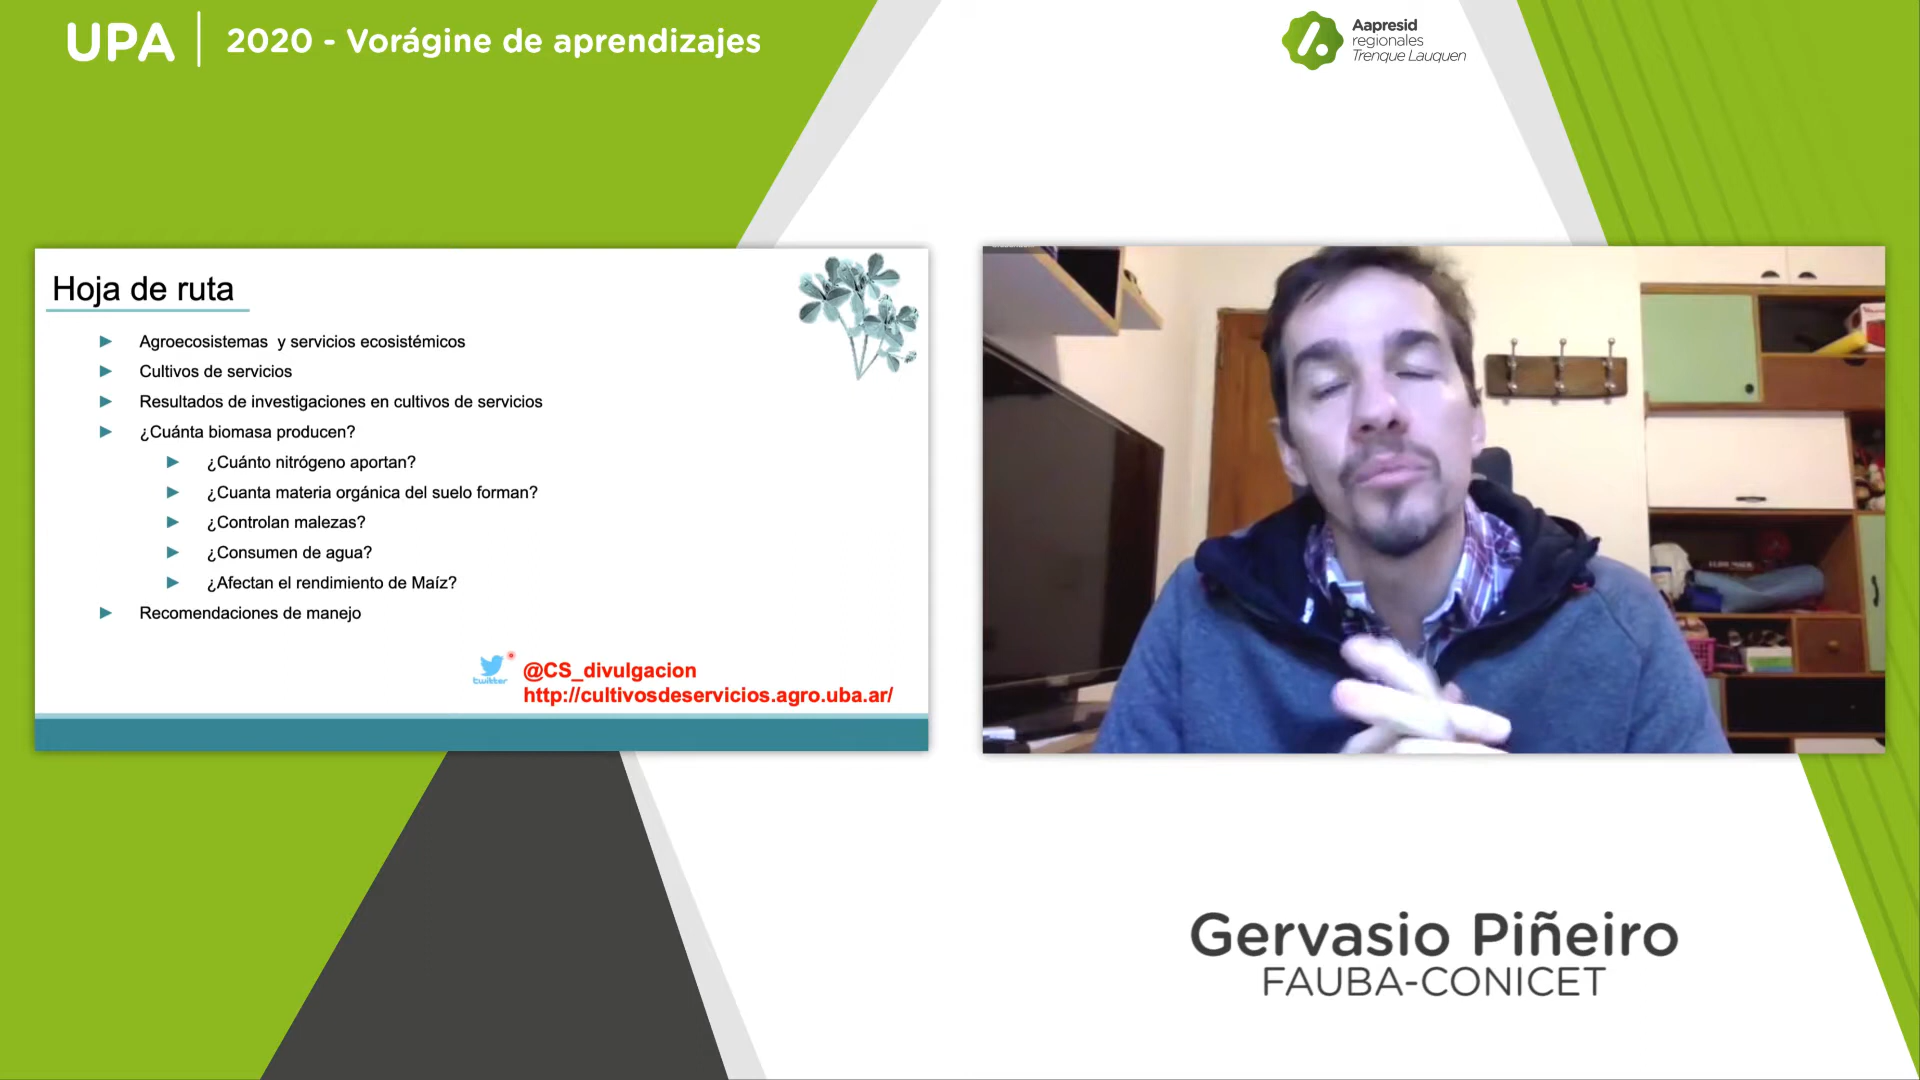 UPA
2020 - Vorágine de aprendizajes
Aapresid
regionales
Trenque Lauquen
Hoja de ruta
Agroecosistemas y servicios ecosistémicos
Cultivos de servicios
Resultados de investigaciones en cultivos de servicios
¿Cuánta biomasa producen?
¿Cuánto nitrógeno aportan?
¿Cuanta materia orgánica del suelo forman?
¿Controlan malezas?
¿Consumen de agua?
¿Afectan el rendimiento de Maíz?
Recomendaciones de manejo
twitter
@CS_divulgacion
http://cultivosdeservicios.agro.uba.ar/
Gervasio Piñeiro
FAUBA-CONICET